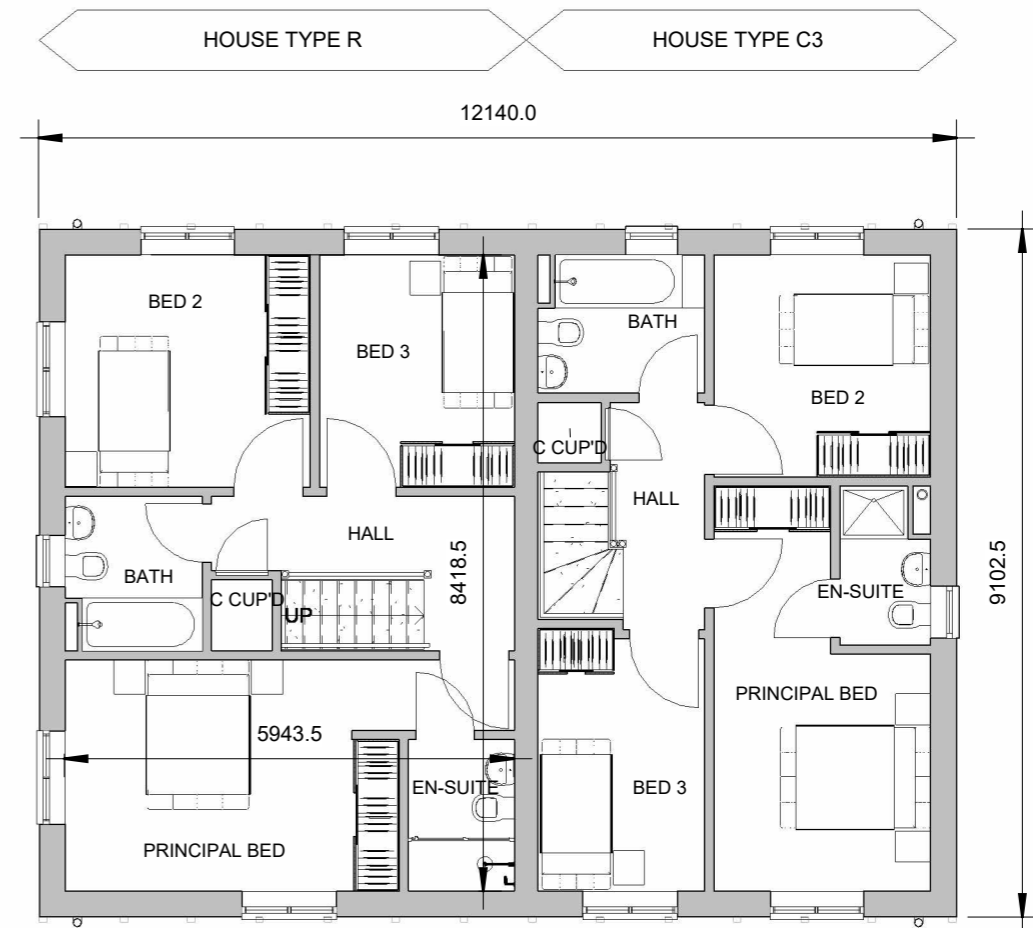 HOUSE TYPE R
HOUSE TYPE C3
12140.0
BED 2
BED 3
BATH
BED 2
C CUP'D
HALL
HALL
8418.5
9102.5
BATH
C CUP'D
UP
EN-SUITE
PRINCIPAL BED
5943.5
EN-SUITE
BED 3
PRINCIPAL BED